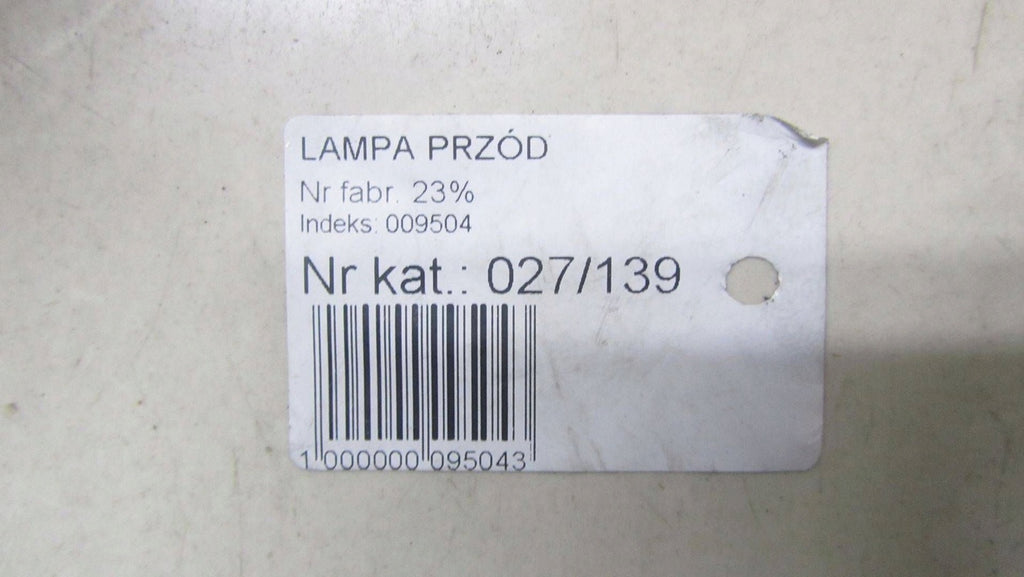 LAMPA PRZÓD
Nr fabr. 23%
Indeks: 009504
Nr kat.: 027/139
1 000000 095043